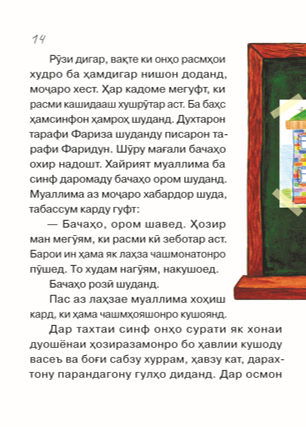 14
Рӯзи дигар, вақте ки онҳо расмҳои
худро ба ҳамдигар нишон доданд,
моҷаро хест. Ҳар кадоме мегуфт, ки
расми кашидааш хушрӯтар аст. Ба баҳс
ҳамсинфон ҳамроҳ шуданд. Духтарон
тарафи Фариза шуданду писарон та-
рафи Фаридун. Шӯру мағали бачаҳо
охир надошт. Хайрият муаллима ба
синф даромаду бачаҳо ором шуданд.
Муаллима аз моҷаро хабардор шуда,
табассум карду гуфт:
— Бачаҳо, ором шавед. Ҳозир
ман мегӯям, ки расми кӣ зеботар аст.
Барои ин ҳама як лаҳза чашмонатонро
пӯшед. То худам нагӯям, накушоед.
Бачаҳо розӣ шуданд.
Пас аз лаҳзае муаллима хоҳиш
кард, ки ҳама чашмҳояшонро кушоянд.
Дар тахтаи синф онҳо сурати як хонаи
дуошёнаи ҳозиразамонро бо ҳавлии кушоду
васеъ ва боғи сабзу хуррам, ҳавзу кат, дарах-
тону парандагону гулҳо диданд. Дар осмон